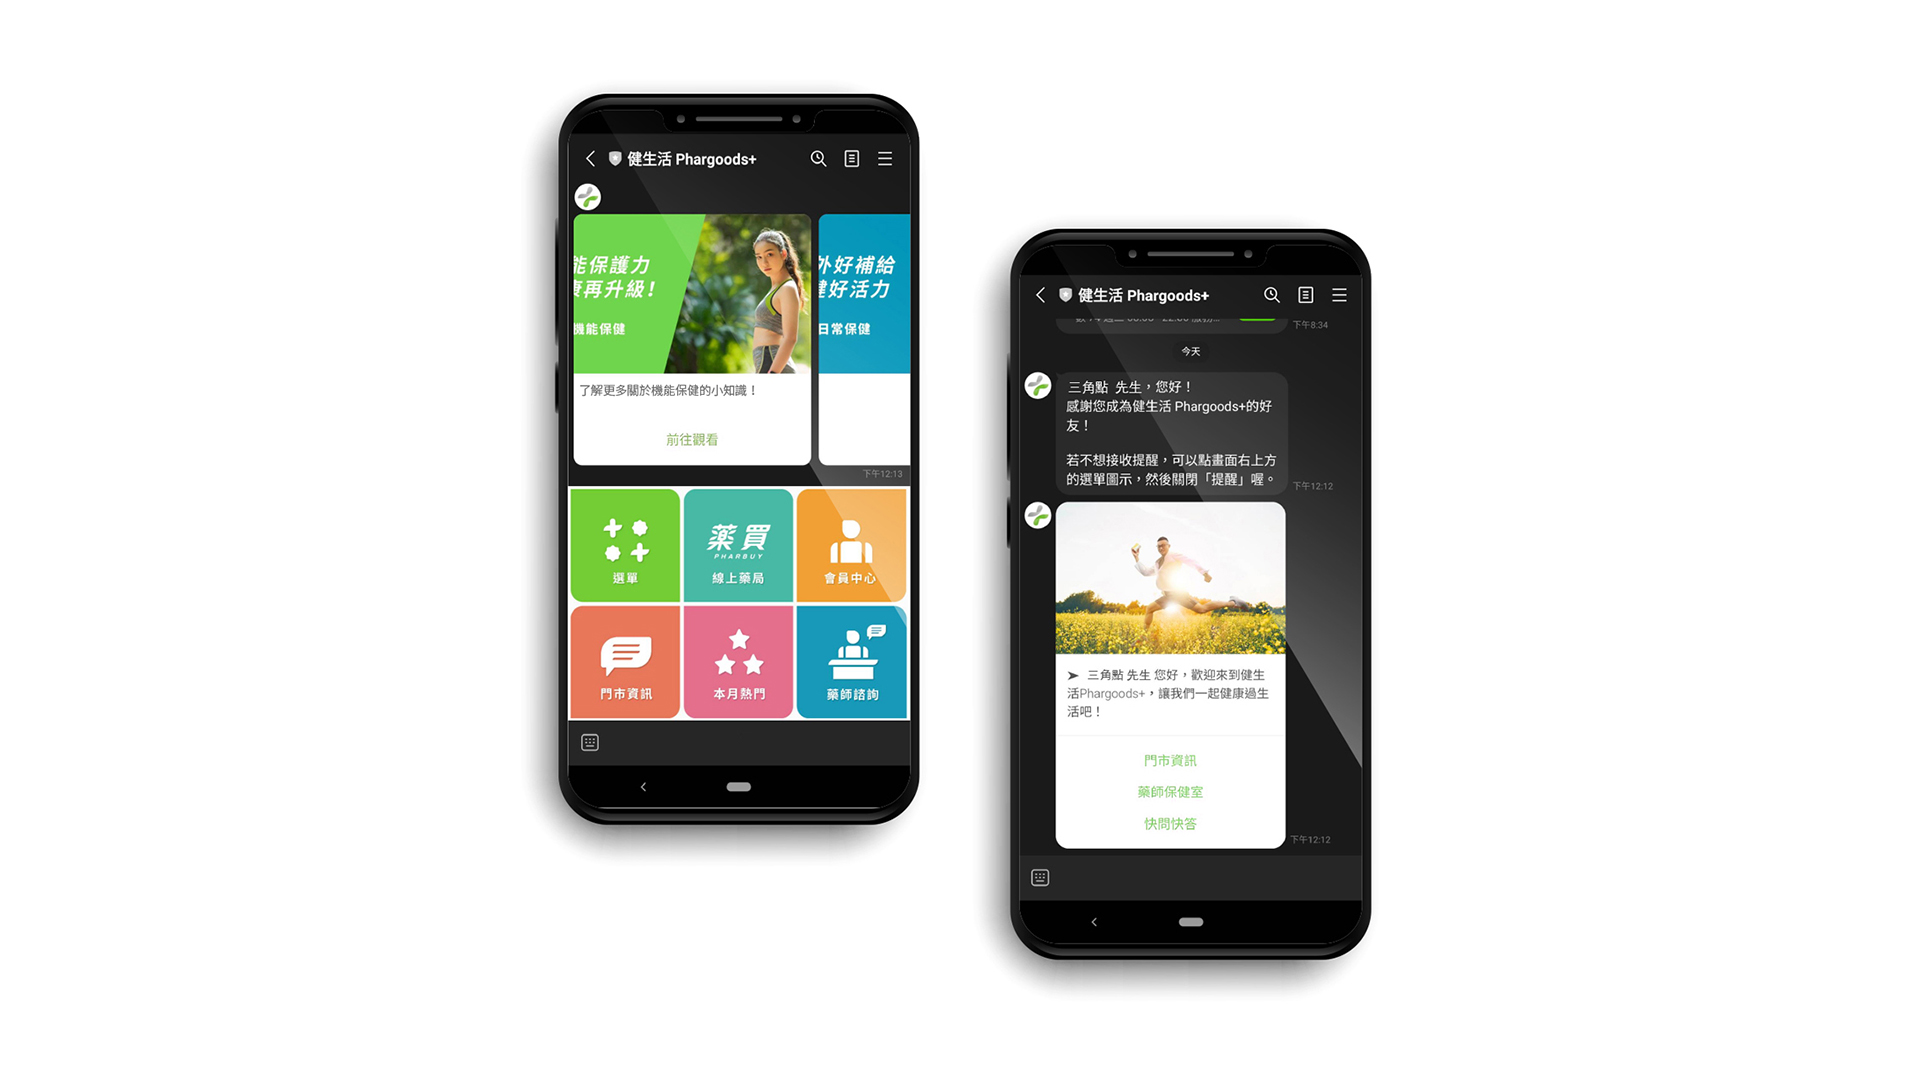 健生活 Phargoods+
能保護力
康再升級！
機能保健
外好補給
健好活力
日常保健
了解更多關於機能保健的小知識！
前往觀看
下午12:13
選單
藥買
PHARBUY
線上藥局
會員中心
門市資訊
本月熱門
藥師諮詢
健生活 Phargoods+
下午8:34
今天
三角點 先生，您好！
感謝您成為健生活 Phargoods+的好
友！
若不想接收提醒，可以點畫面右上方
的選單圖示，然後關閉「提醒」喔。
下午12:12
➤ 三角點 先生 您好，歡迎來到健生
活Phargoods+，讓我們一起健康過生
活吧！
門市資訊
藥師保健室
快問快答
下午12:12